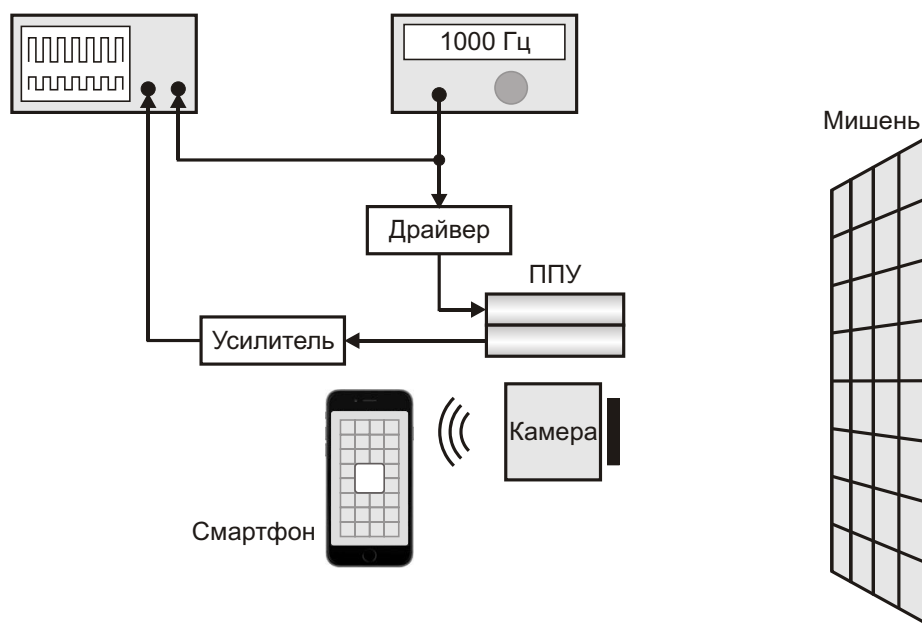 1000 Гц
Мишень
Драйвер
ППУ
Усилитель
Камера
Смартфон